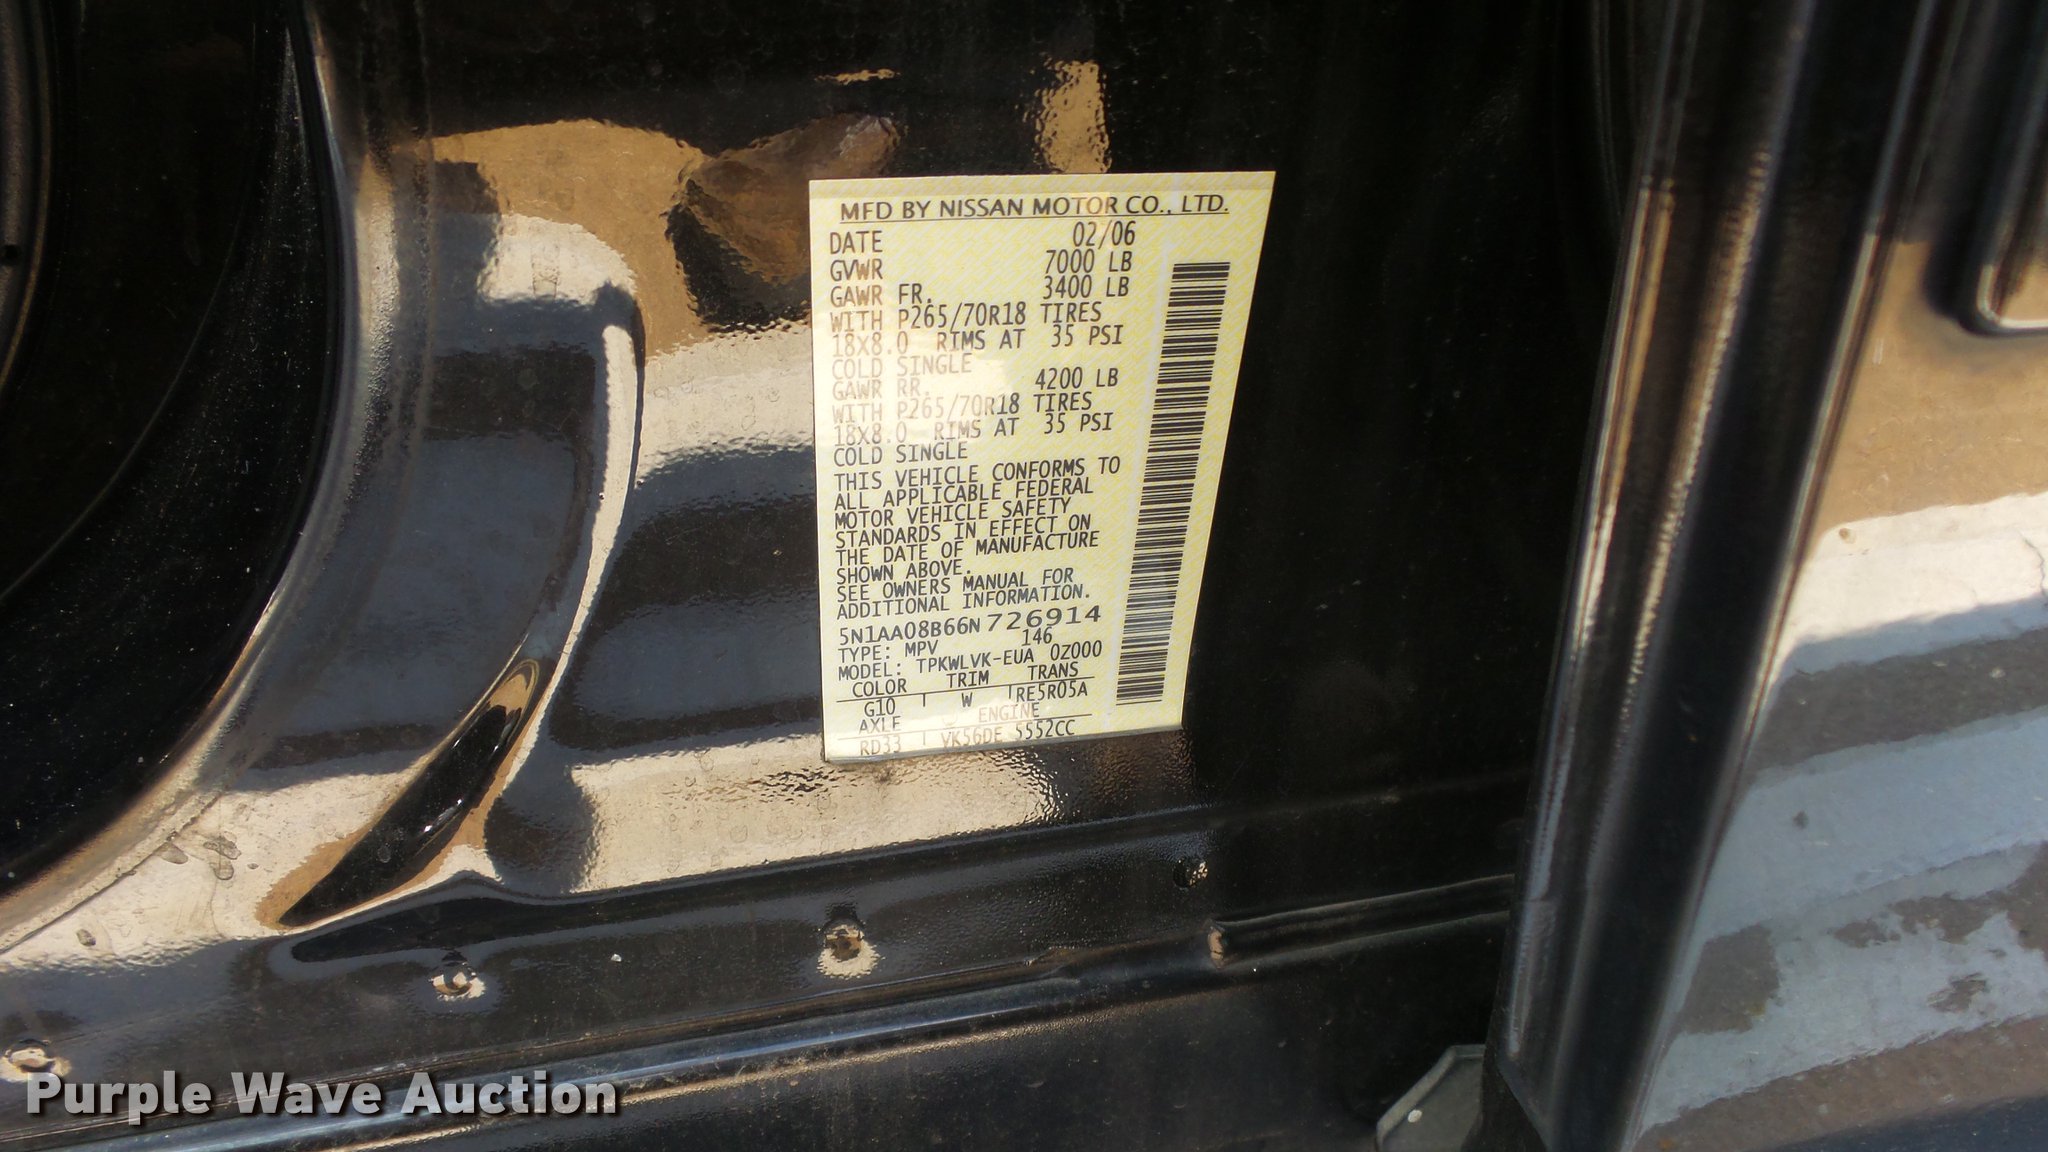 MFD BY NISSAN MOTOR CO., LTD.
DATE 02/06
GVWR 7000 LB
GAWR FR. 3400 LB
WITH P265/70R18 TIRES
18X8.0 RIMS AT 35 PSI
COLD SINGLE
GAWR RR. 4200 LB
WITH P265/70R18 TIRES
18X8.0 RIMS AT 35 PSI
COLD SINGLE
THIS VEHICLE CONFORMS TO
ALL APPLICABLE FEDERAL
MOTOR VEHICLE SAFETY
STANDARDS IN EFFECT ON
THE DATE OF MANUFACTURE
SHOWN ABOVE.
SEE OWNERS MANUAL FOR
ADDITIONAL INFORMATION.
5N1AA08B66N726914
TYPE: MPV 146
MODEL: TPKWLVK-EUA 0Z000
COLOR TRIM TRANS
G10 W RE5R05A
AXLE ENGINE
RD33 VK56DE 5552CC
Purple Wave Auction